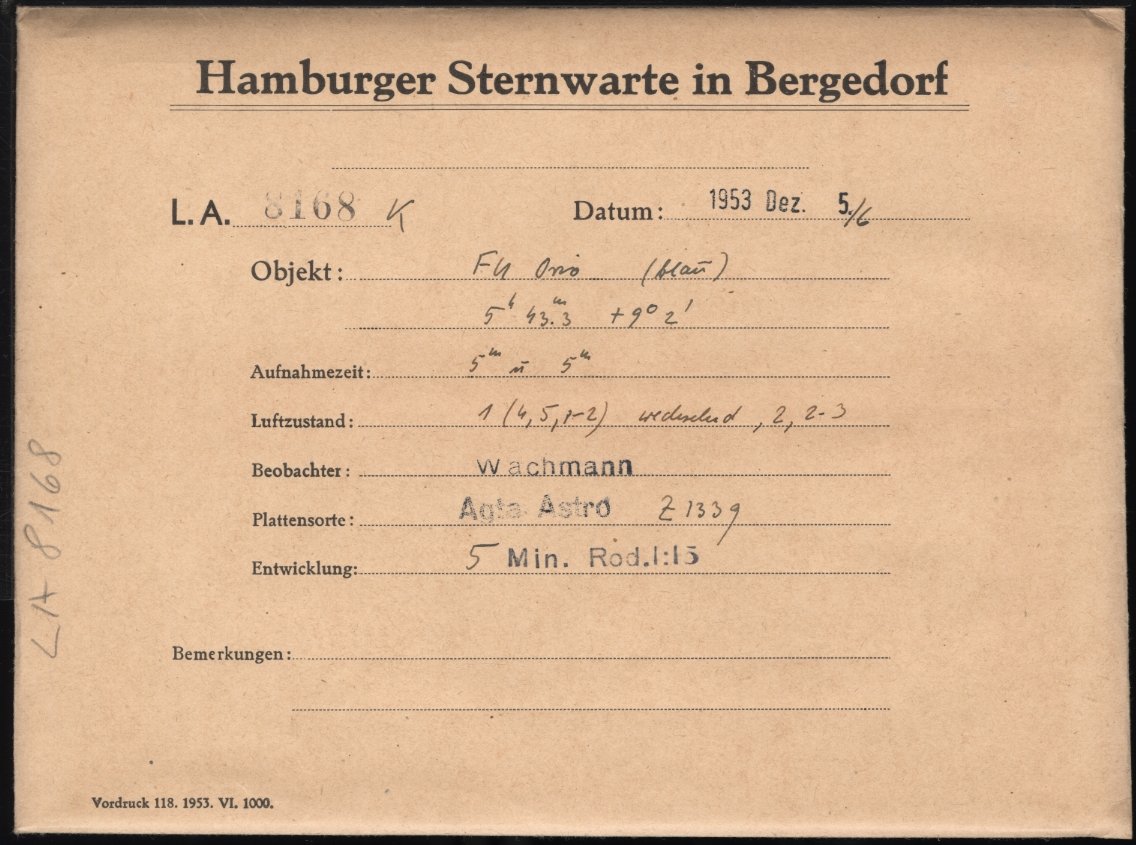 Hamburger Sternwarte in Bergedorf
L.A. 8168 K Datum: 1953 Dez. 5./6
Objekt: FU Orio (blau)
5ʰ 43.ᵐ3 +9° 2'
Aufnahmezeit: 5ᵐ u 5ᵐ
Luftzustand: 1 (4,5,1-2) wechselnd, 2, 2-3
Beobachter: Wachmann
Plattensorte: Agfa Astro Z 1339
Entwicklung: 5 Min. Rod.1:15
Bemerkungen:
Vordruck 118. 1953. VI. 1000.
LA 8168